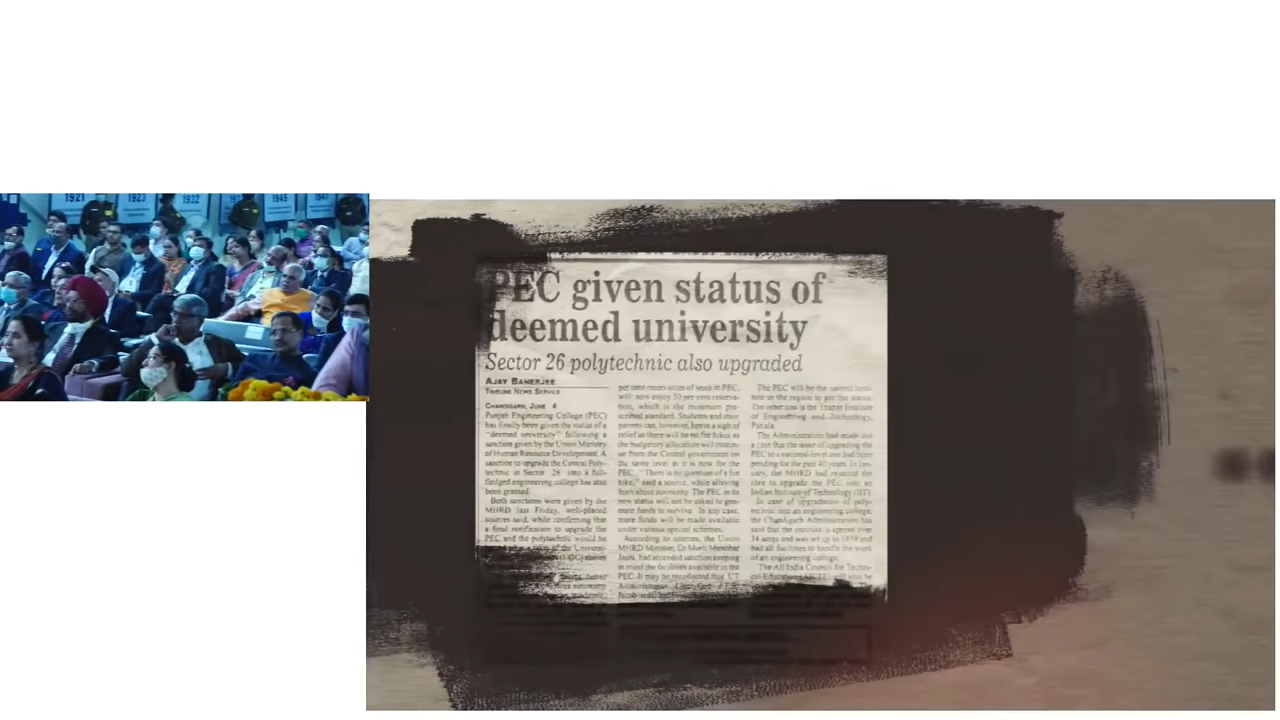 1921
1923
1932
1945
1947
PEC given status of
deemed university
Sector 26 polytechnic also upgraded
AJAY BANERJEE
TRIBUNE NEWS SERVICE
CHANDIGARH, JUNE 4
Punjab Engineering College (PEC)
has finally been given the status of a
"deemed university" following a
sanction given by the Union Ministry
of Human Resource Development. A
sanction to upgrade the Central Poly-
technic in Sector 26 into a full-
fledged engineering college has also
been granted.
Both sanctions were given by the
MHRD last Friday, well-placed
sources said, while confirming that
a final notification to upgrade the
PEC and the polytechnic would be
per cent reservation of seats in PEC,
will now enjoy 50 per cent reserva-
tion, which is the minimum pre-
scribed standard. Students and their
parents can, however, heave a sigh of
relief as there will be no fee hikes as
the budgetary allocation will contin-
ue from the Central government on
the same level as it is now for the
PEC. "There is no question of a fee
hike," said a source, while allaying
fears about autonomy. The PEC in its
new status will not be asked to gen-
erate funds to survive. In any case,
more funds will be made available
under various special schemes.
According to sources, the Union
MHRD Minister, Dr Murli Manohar
Joshi, had accorded sanction keeping
in mind the facilities available in the
PEC. It may be recollected that UT
The PEC will be the second insti-
tute in the region to get the status.
The other one is the Thapar Institute
of Engineering and Technology,
Patiala.
The Administration had made out
a case that the issue of upgrading the
PEC to a national-level one had been
pending for the past 40 years. In Jan-
uary, the MHRD had rejected the
idea to upgrade the PEC into an
Indian Institute of Technology (IIT).
In case of upgradation of poly-
technic into an engineering college,
the Chandigarh Administration has
said that the institute is spread over
34 acres and was set up in 1959 and
had all facilities to handle the work
of an engineering college.
The All India Council for Techni-